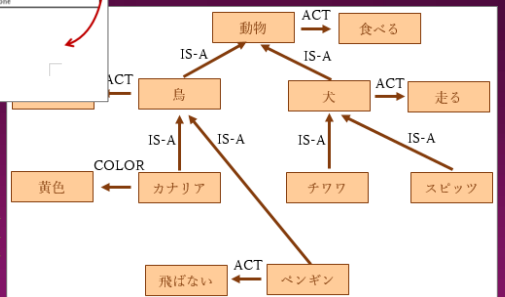 動物
ACT
食べる
IS-A
IS-A
ACT
鳥
犬
ACT
走る
IS-A
IS-A
IS-A
IS-A
COLOR
黄色
カナリア
チワワ
スピッツ
飛ばない
ACT
ペンギン